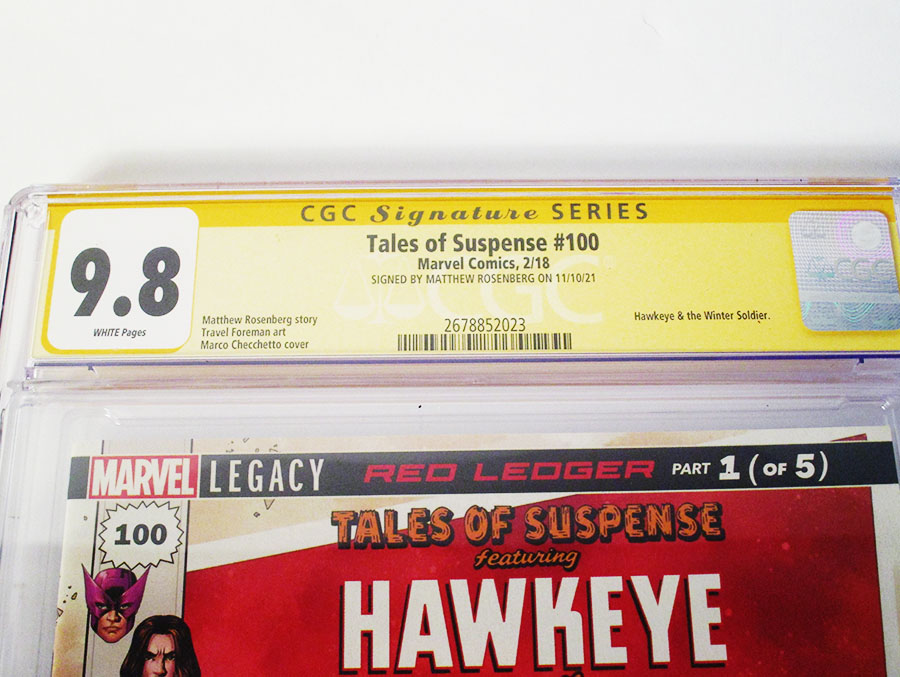 CGC Signature SERIES
Tales of Suspense #100
Marvel Comics, 2/18
SIGNED BY MATTHEW ROSENBERG ON 11/10/21
9.8
WHITE Pages
Matthew Rosenberg story
Travel Foreman art
Marco Checchetto cover
2678852023
Hawkeye & the Winter Soldier.
CGC
CGC
MARVEL LEGACY RED LEDGER PART 1 (OF 5)
100
TALES OF SUSPENSE
featuring
HAWKEYE